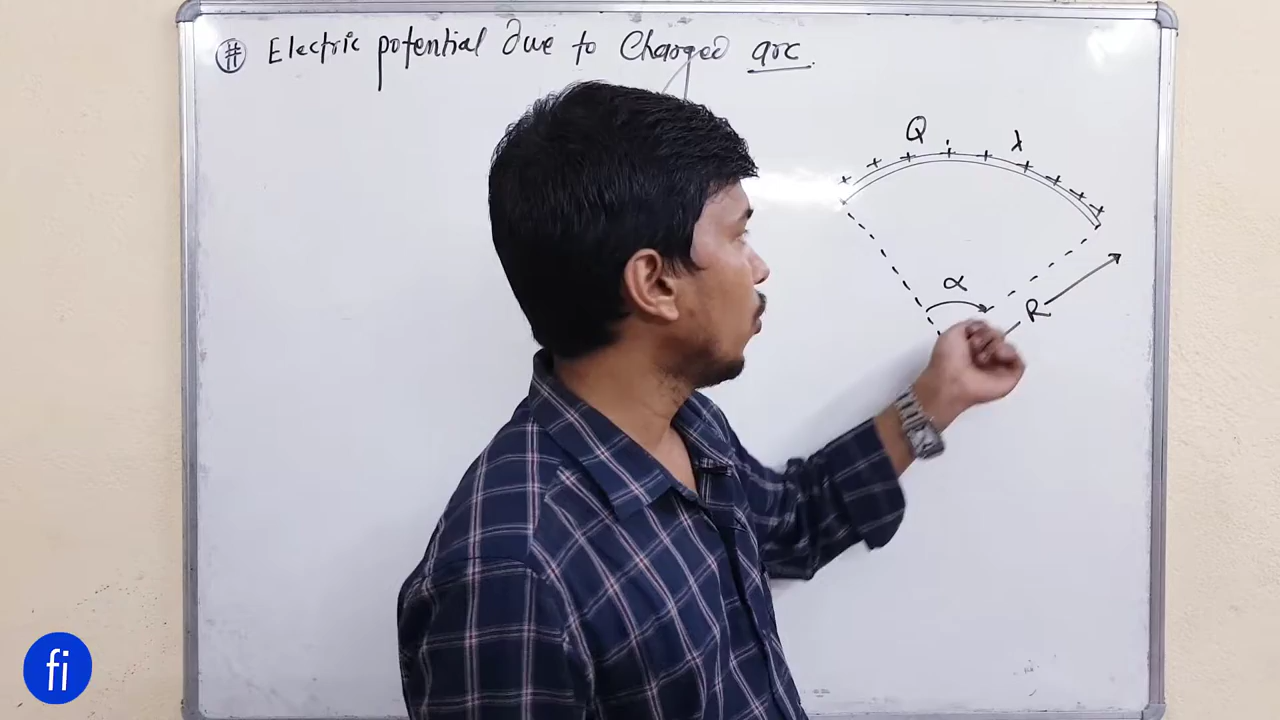 # Electric potential due to Charged arc.
Q λ
α
R
fi